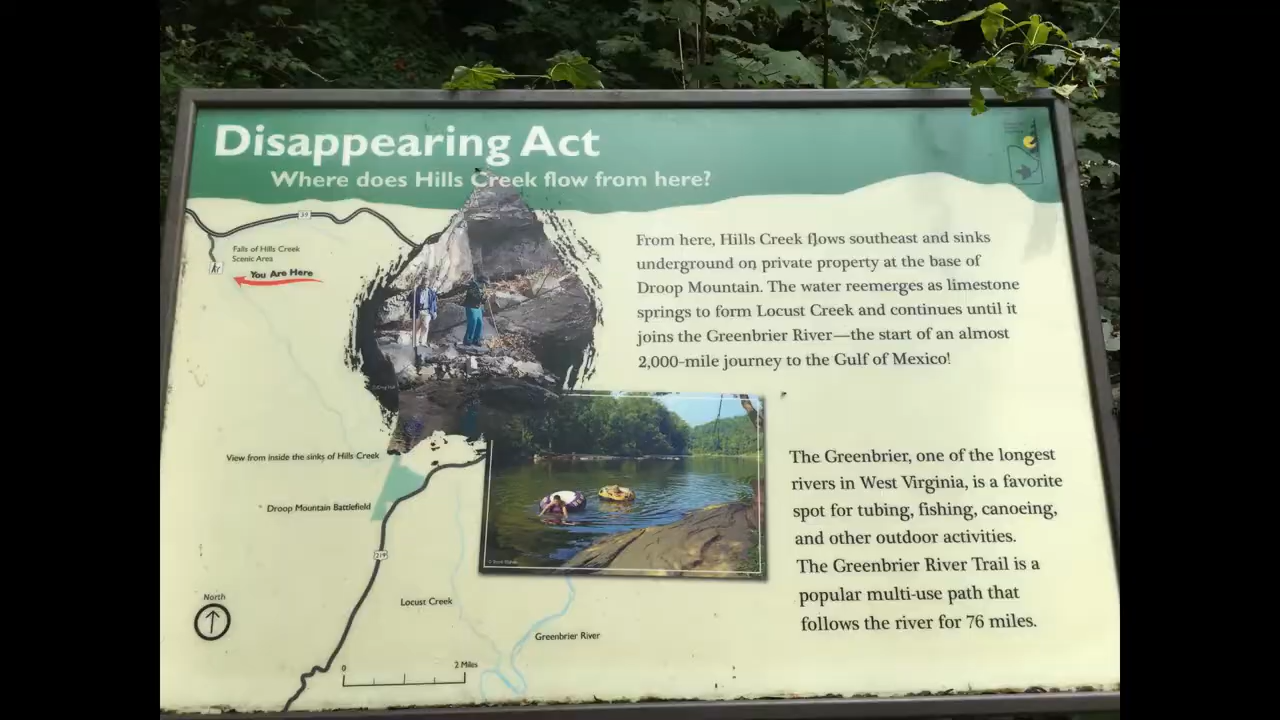 Disappearing Act
Where does Hills Creek flow from here?
39
Falls of Hills Creek
Scenic Area
You Are Here
From here, Hills Creek flows southeast and sinks
underground on private property at the base of
Droop Mountain. The water reemerges as limestone
springs to form Locust Creek and continues until it
joins the Greenbrier River—the start of an almost
2,000-mile journey to the Gulf of Mexico!
View from inside the sinks of Hills Creek
Droop Mountain Battlefield
219
The Greenbrier, one of the longest
rivers in West Virginia, is a favorite
spot for tubing, fishing, canoeing,
and other outdoor activities.
The Greenbrier River Trail is a
popular multi-use path that
follows the river for 76 miles.
North
Locust Creek
Greenbrier River
0
2 Miles